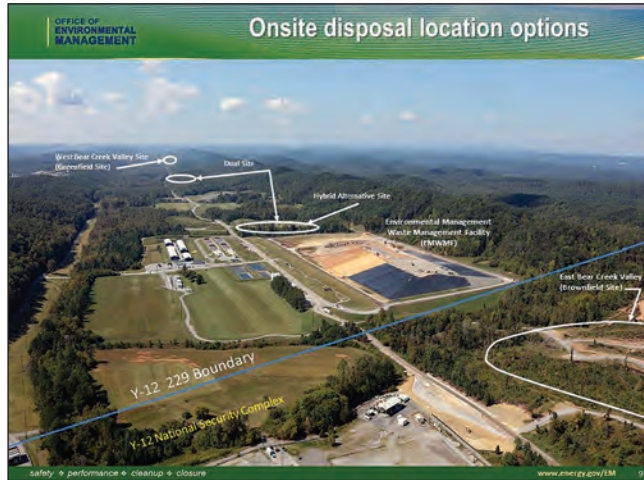 OFFICE OF
ENVIRONMENTAL
MANAGEMENT
Onsite disposal location options
West Bear Creek Valley Site
(Greenfield Site)
Dual Site
Hybrid Alternative Site
Environmental Management
Waste Management Facility
(EMWMF)
East Bear Creek Valley
(Brownfield Site)
Y-12 229 Boundary
Y-12 National Security Complex
safety ❖ performance ❖ cleanup ❖ closure
www.energy.gov/EM
9